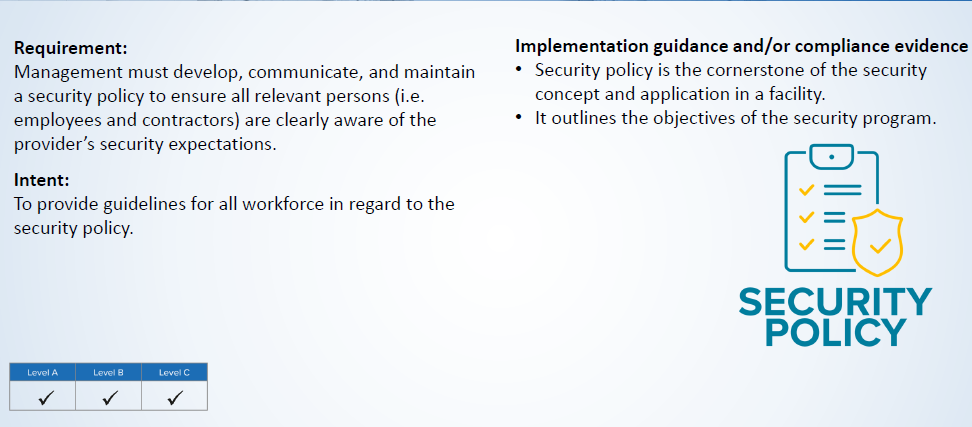 Requirement:
Management must develop, communicate, and maintain
a security policy to ensure all relevant persons (i.e.
employees and contractors) are clearly aware of the
provider's security expectations.
Intent:
To provide guidelines for all workforce in regard to the
security policy.
Implementation guidance and/or compliance evidence
• Security policy is the cornerstone of the security
concept and application in a facility.
• It outlines the objectives of the security program.
SECURITY
POLICY
Level A Level B Level C
✓ ✓ ✓